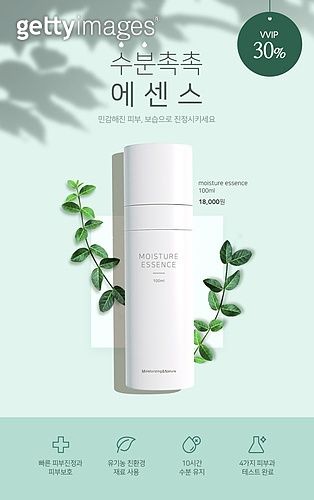 gettyimages
VVIP
30%
수분촉촉
에센스
민감해진 피부, 보습으로 진정시키세요
moisture essence
100ml
18,000원
MOISTURE
ESSENCE
100ml
Moisturizing&Nature
빠른 피부진정과
피부보호
유기농 친환경
재료 사용
10시간
수분 유지
4가지 피부과
테스트 완료